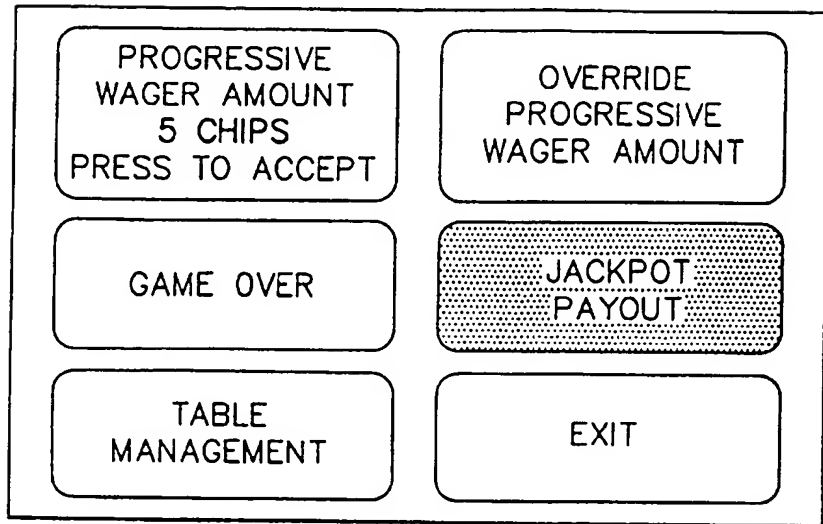 PROGRESSIVE
WAGER AMOUNT
5 CHIPS
PRESS TO ACCEPT
OVERRIDE
PROGRESSIVE
WAGER AMOUNT
GAME OVER
JACKPOT
PAYOUT
TABLE
MANAGEMENT
EXIT